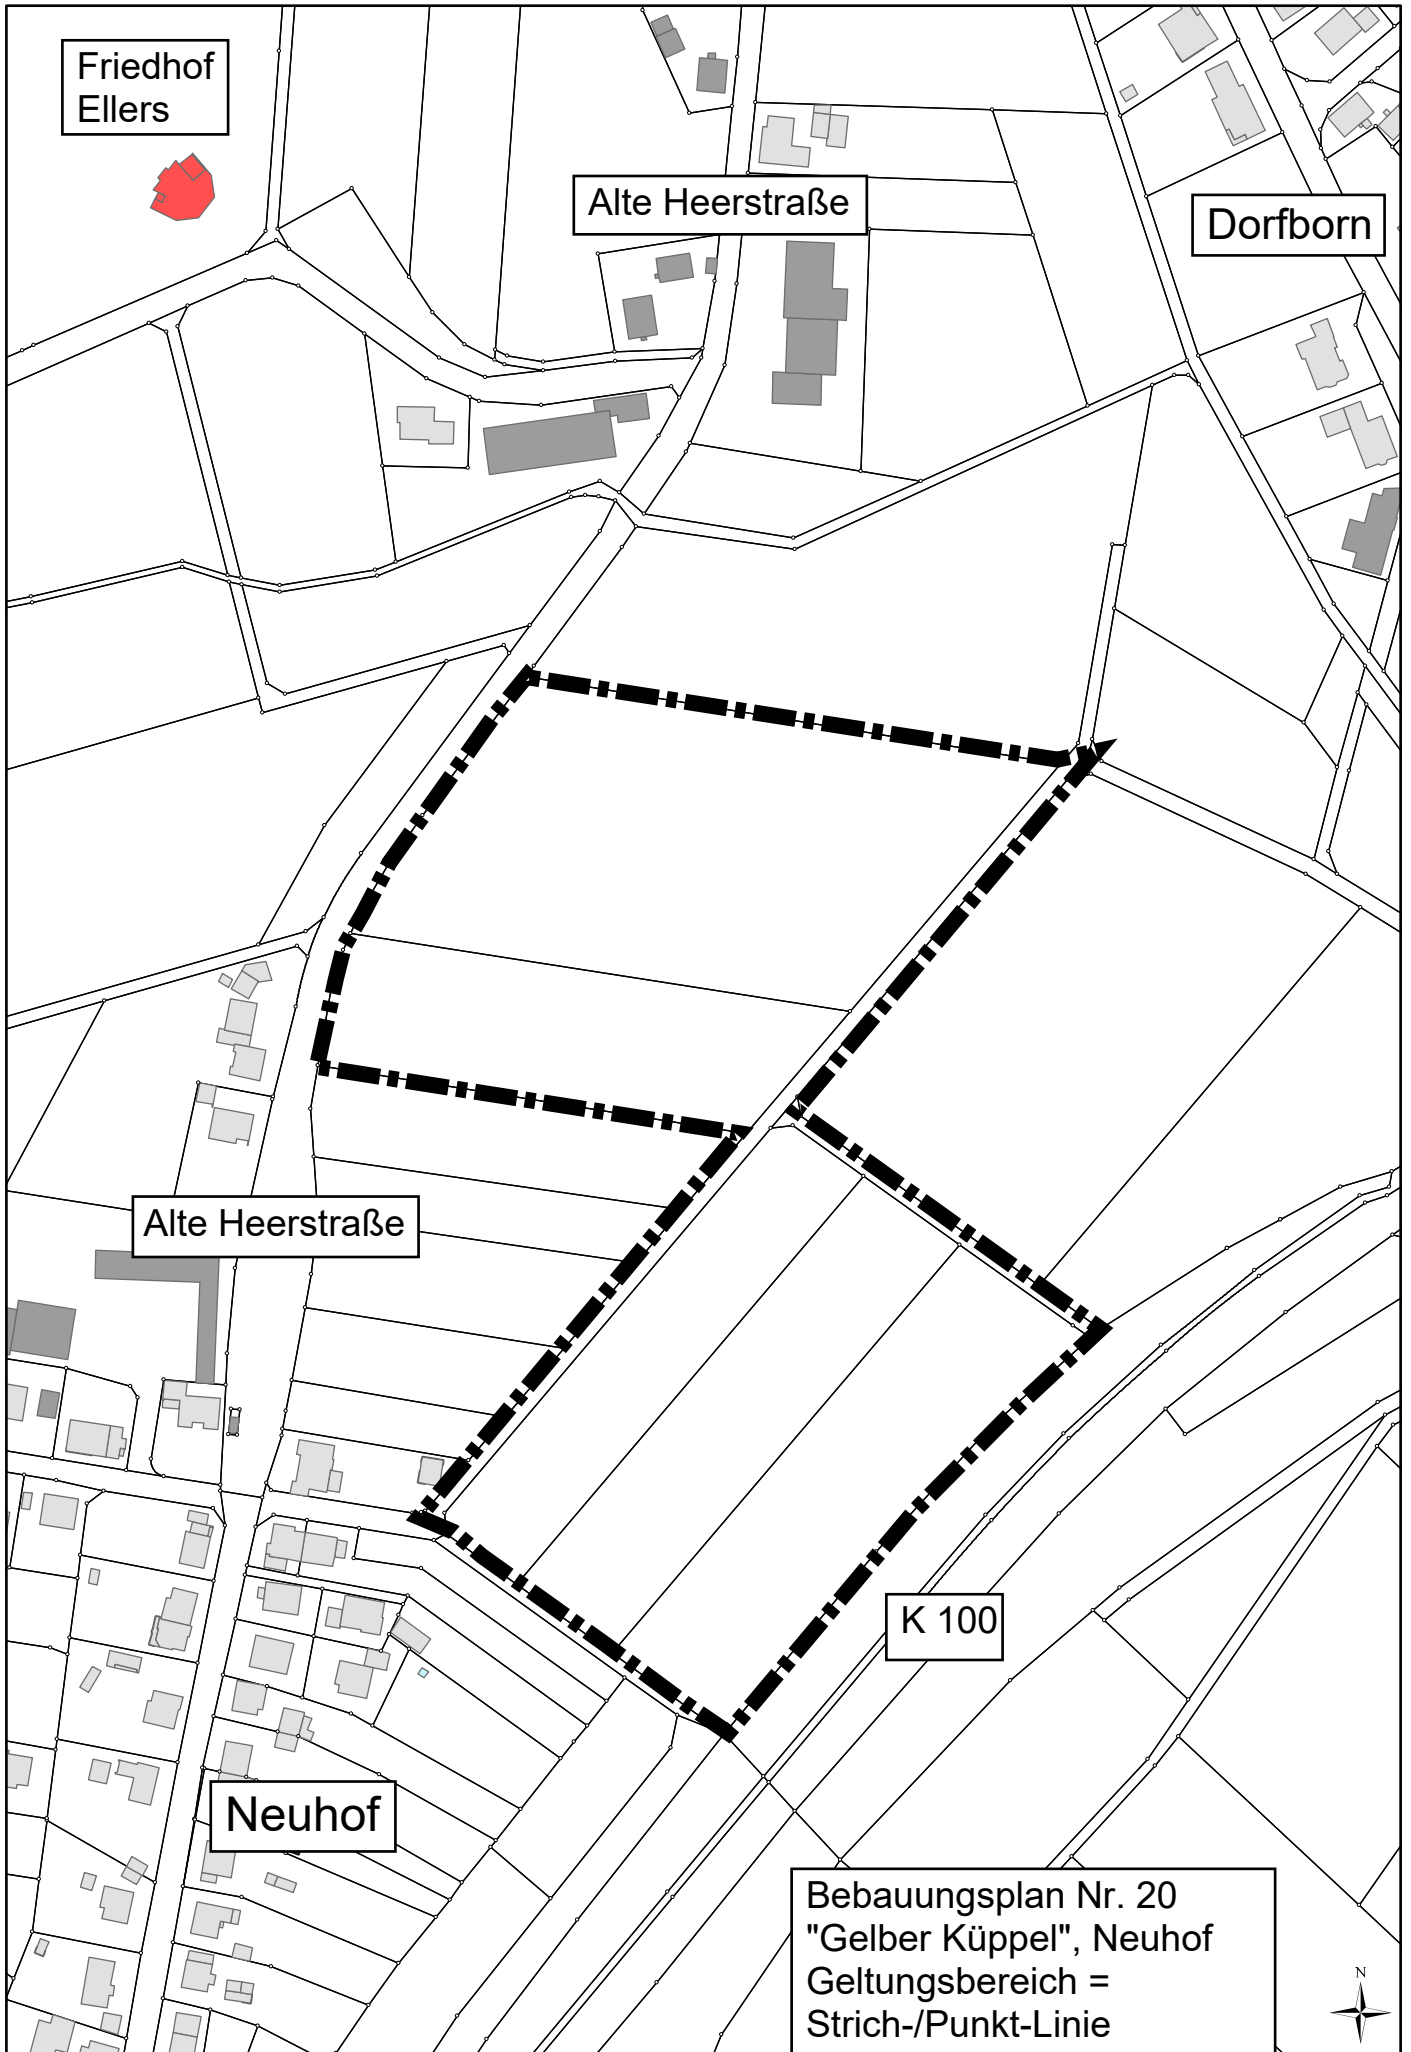 Friedhof
Ellers
Alte Heerstraße
Dorfborn
Alte Heerstraße
K 100
Neuhof
Bebauungsplan Nr. 20
"Gelber Küppel", Neuhof
Geltungsbereich =
Strich-/Punkt-Linie
N